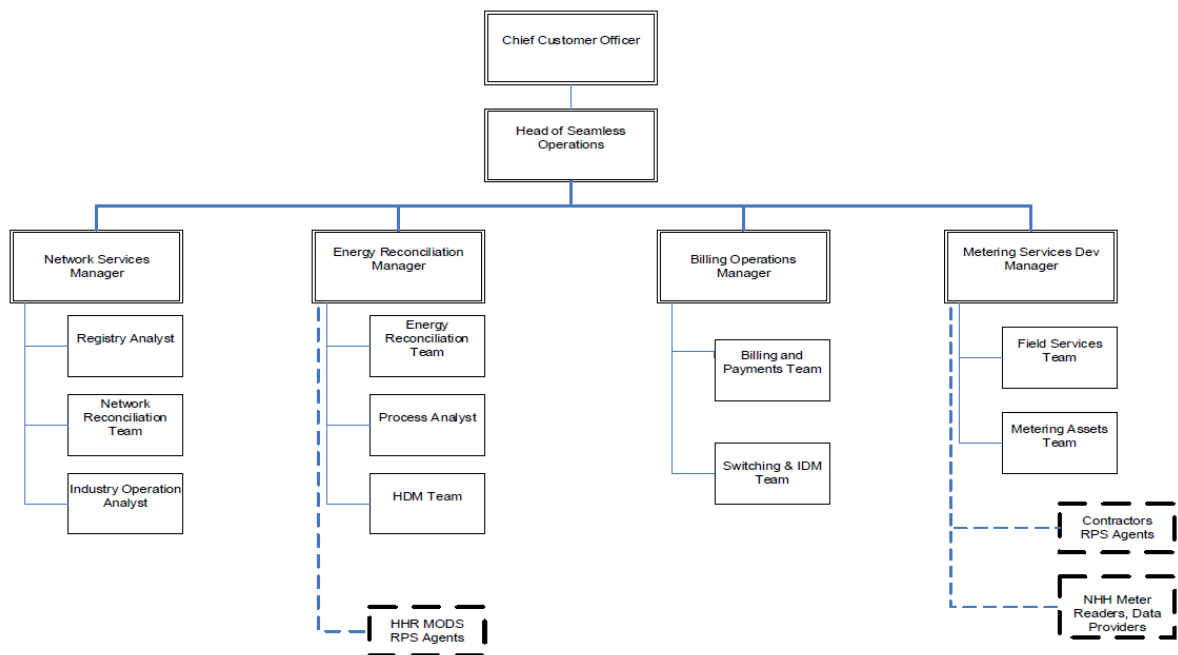 Chief Customer Officer
Head of Seamless
Operations
Network Services
Manager
Energy Reconciliation
Manager
Billing Operations
Manager
Metering Services Dev
Manager
Registry Analyst
Network
Reconciliation
Team
Industry Operation
Analyst
Energy
Reconciliation
Team
Process Analyst
HDM Team
HHR MODS
RPS Agents
Billing and
Payments Team
Switching & IDM
Team
Field Services
Team
Metering Assets
Team
Contractors
RPS Agents
NHH Meter
Readers, Data
Providers